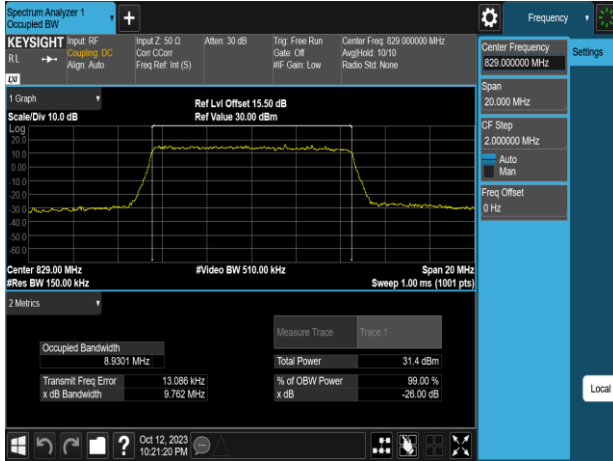 Spectrum Analyzer 1
Occupied BW
Frequency
KEYSIGHT
RL
LXI
Input: RF
Coupling: DC
Align: Auto
Input Z: 50 Ω
Corr CCorr
Freq Ref: Int (S)
Atten: 30 dB
Trig: Free Run
Gate: Off
#IF Gain: Low
Center Freq: 829.000000 MHz
Avg|Hold: 10/10
Radio Std: None
Center Frequency
829.000000 MHz
Settings
Span
20.000 MHz
CF Step
2.000000 MHz
Auto
Man
Freq Offset
0 Hz
Local
1 Graph
Scale/Div 10.0 dB
Ref Lvl Offset 15.50 dB
Ref Value 30.00 dBm
Log
20.0
10.0
0.00
-10.0
-20.0
-30.0
-40.0
-50.0
-60.0
Center 829.00 MHz
#Res BW 150.00 kHz
#Video BW 510.00 kHz
Span 20 MHz
Sweep 1.00 ms (1001 pts)
2 Metrics
Measure Trace
Trace 1
Occupied Bandwidth
8.9301 MHz
Total Power
31.4 dBm
Transmit Freq Error
13.086 kHz
% of OBW Power
99.00 %
x dB Bandwidth
9.762 MHz
x dB
-26.00 dB
?
Oct 12, 2023
10:21:20 PM